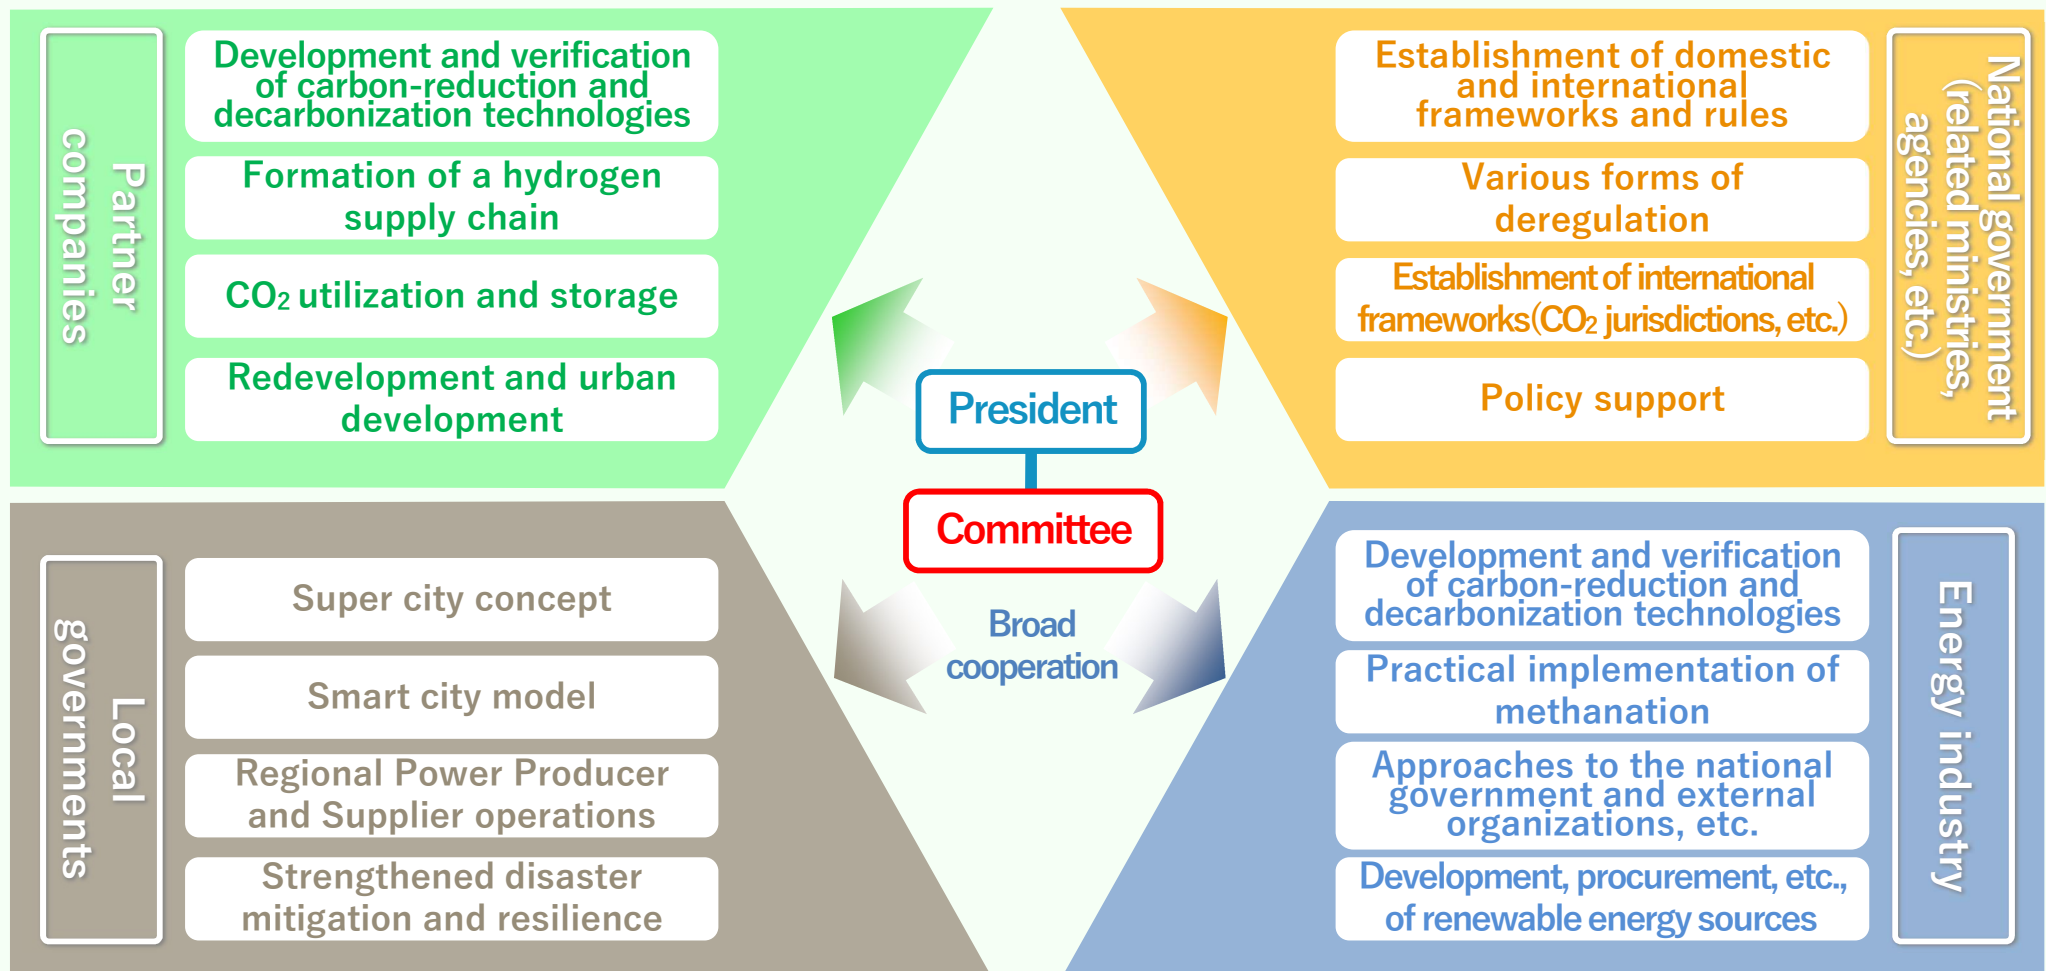 Partner
companies
Development and verification
of carbon-reduction and
decarbonization technologies
Formation of a hydrogen
supply chain
CO₂ utilization and storage
Redevelopment and urban
development
National government
(related ministries,
agencies, etc.)
Establishment of domestic
and international
frameworks and rules
Various forms of
deregulation
Establishment of international
frameworks(CO₂ jurisdictions, etc.)
Policy support
President
Committee
Broad
cooperation
Local
governments
Super city concept
Smart city model
Regional Power Producer
and Supplier operations
Strengthened disaster
mitigation and resilience
Energy industry
Development and verification
of carbon-reduction and
decarbonization technologies
Practical implementation of
methanation
Approaches to the national
government and external
organizations, etc.
Development, procurement, etc.,
of renewable energy sources